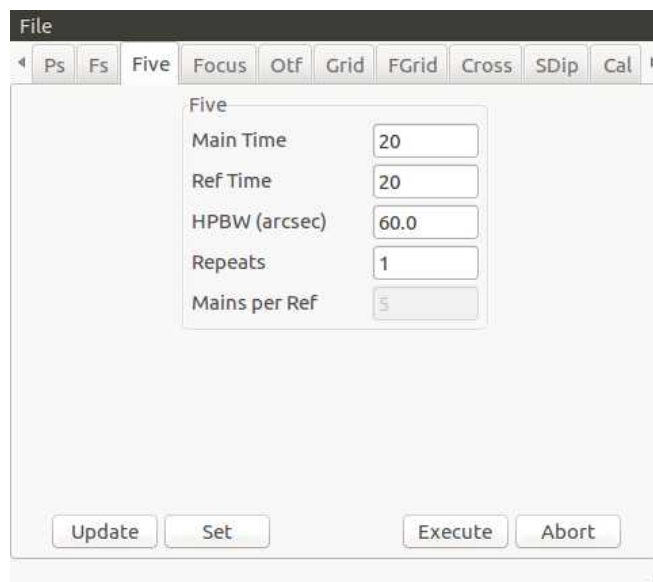 File
Ps Fs Five Focus Otf Grid FGrid Cross SDip Cal
Five
Main Time 20
Ref Time 20
HPBW (arcsec) 60.0
Repeats 1
Mains per Ref 5
Update Set Execute Abort